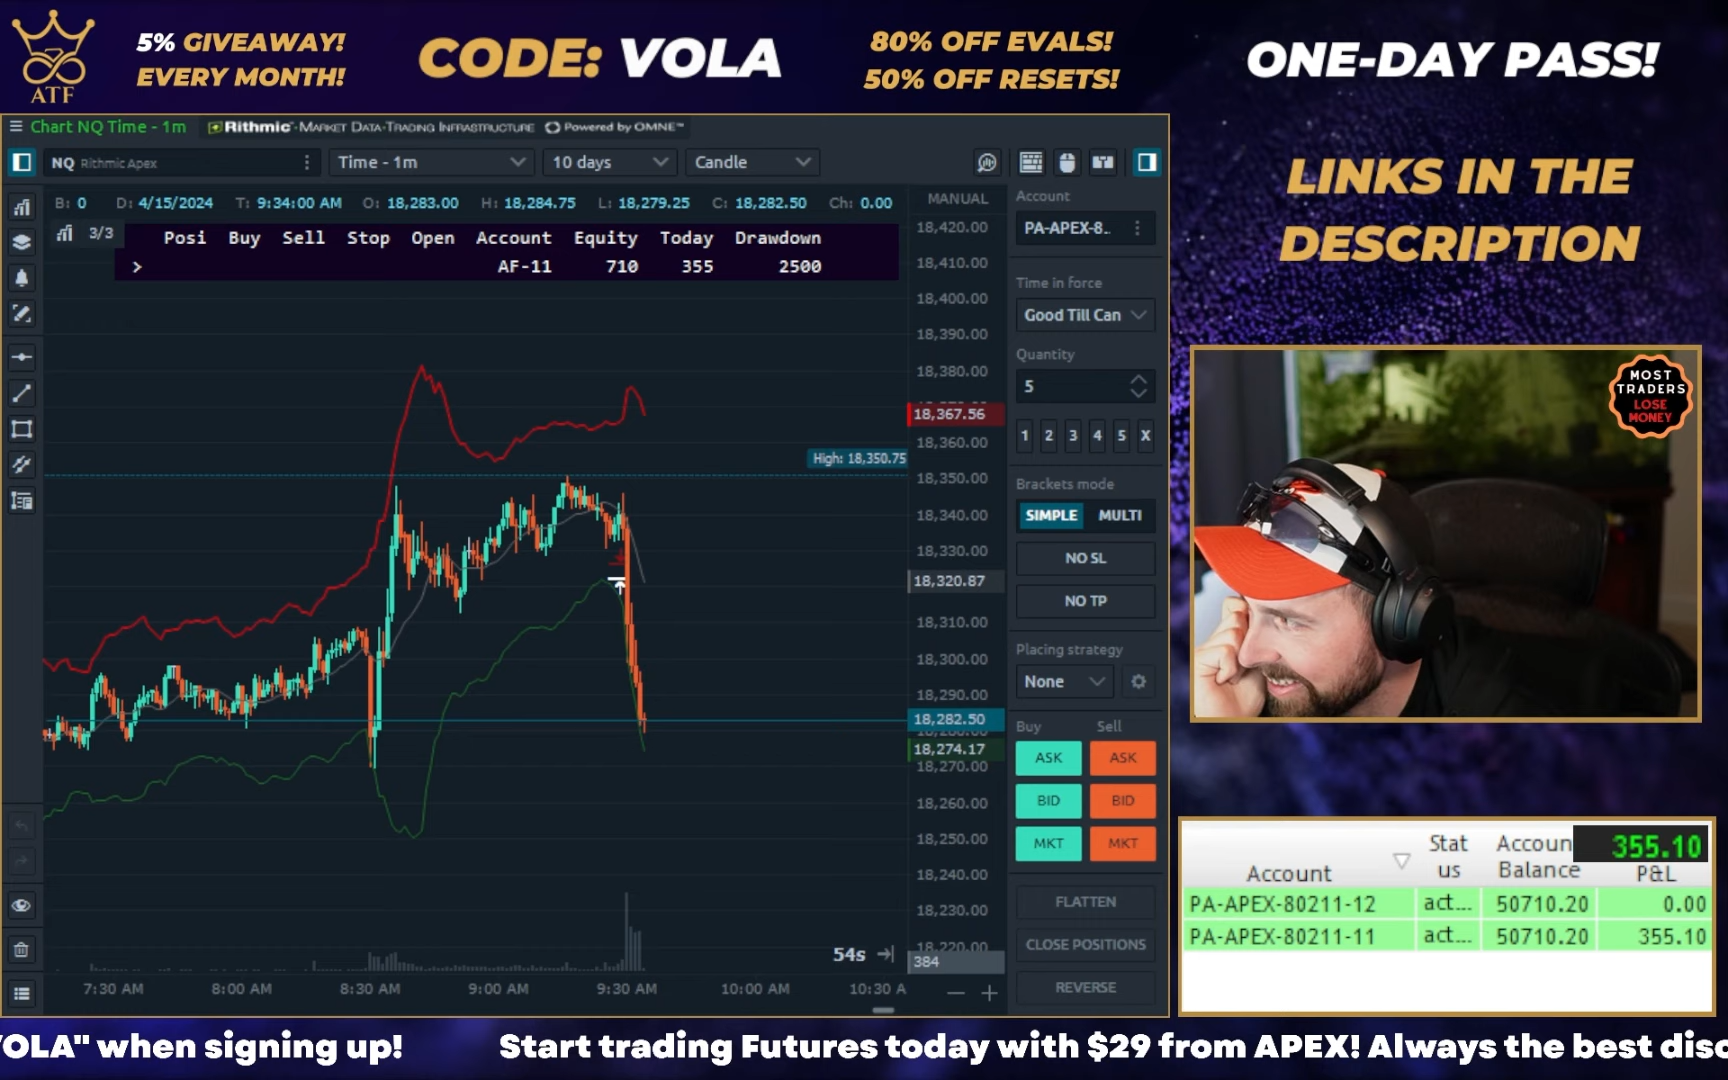 ATF
5% GIVEAWAY!
EVERY MONTH!
CODE: VOLA
80% OFF EVALS!
50% OFF RESETS!
ONE-DAY PASS!
LINKS IN THE
DESCRIPTION
Chart NQ Time - 1m
Rithmic - MARKET DATA-TRADING INFRASTRUCTURE Powered by OMNE™
NQ Rithmic Apex
Time - 1m
10 days
Candle
B: 0 D: 4/15/2024 T: 9:34:00 AM O: 18,283.00 H: 18,284.75 L: 18,279.25 C: 18,282.50 Ch: 0.00
3/3
Posi Buy Sell Stop Open Account Equity Today Drawdown
> AF-11 710 355 2500
MANUAL
18,420.00
18,410.00
18,400.00
18,390.00
18,380.00
18,367.56
18,360.00
High: 18,350.75
18,350.00
18,340.00
18,330.00
18,320.87
18,310.00
18,300.00
18,290.00
18,282.50
18,274.17
18,270.00
18,260.00
18,250.00
18,240.00
18,230.00
18,220.00
384
54s
7:30 AM 8:00 AM 8:30 AM 9:00 AM 9:30 AM 10:00 AM 10:30 A
Account
PA-APEX-8..
Time in force
Good Till Can
Quantity
5
1 2 3 4 5 X
Brackets mode
SIMPLE MULTI
NO SL
NO TP
Placing strategy
None
Buy Sell
ASK ASK
BID BID
MKT MKT
FLATTEN
CLOSE POSITIONS
REVERSE
MOST
TRADERS
LOSE
MONEY
Account
Stat
us
Accoun
Balance
355.10
P&L
PA-APEX-80211-12 act... 50710.20 0.00
PA-APEX-80211-11 act... 50710.20 355.10
VOLA" when signing up! Start trading Futures today with $29 from APEX! Always the best disc